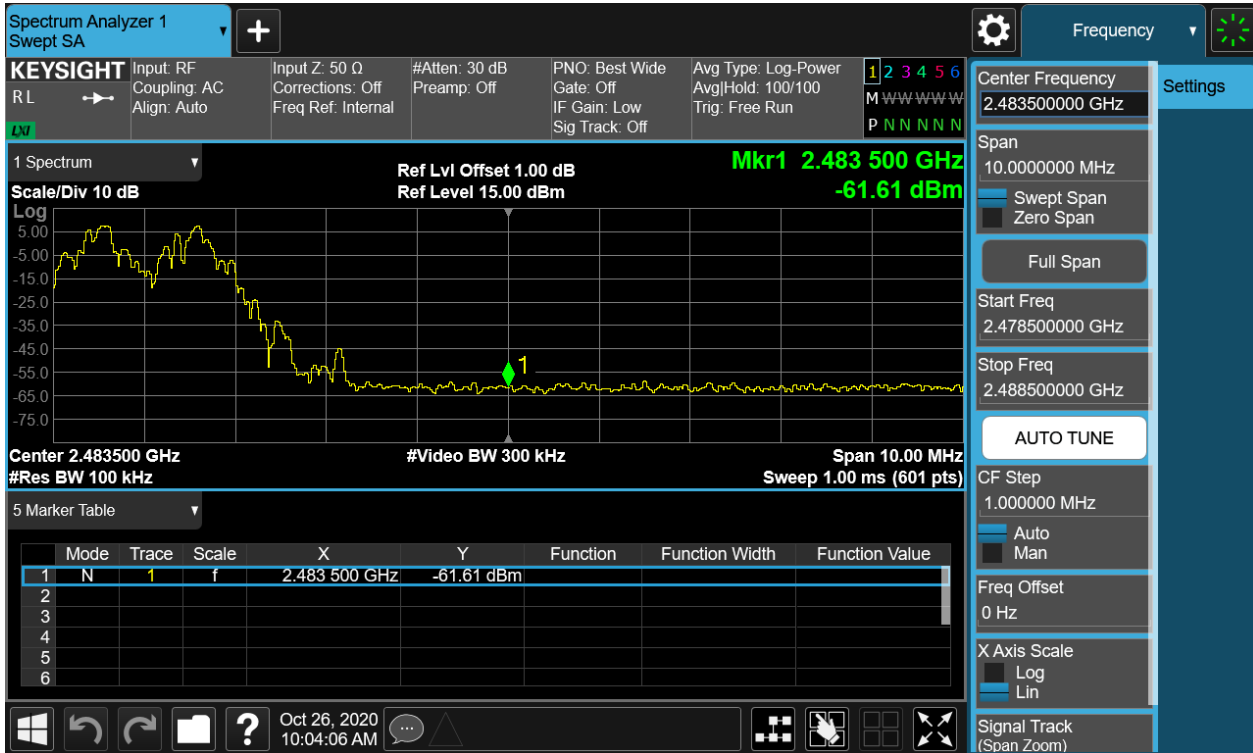 Spectrum Analyzer 1
Swept SA
+
Frequency
KEYSIGHT
RL
LXI
Input: RF
Coupling: AC
Align: Auto
Input Z: 50 Ω
Corrections: Off
Freq Ref: Internal
#Atten: 30 dB
Preamp: Off
PNO: Best Wide
Gate: Off
IF Gain: Low
Sig Track: Off
Avg Type: Log-Power
Avg|Hold: 100/100
Trig: Free Run
1 2 3 4 5 6
M W W W W W
P N N N N N
1 Spectrum
Scale/Div 10 dB
Ref Lvl Offset 1.00 dB
Ref Level 15.00 dBm
Mkr1 2.483 500 GHz
-61.61 dBm
Log
5.00
-5.00
-15.0
-25.0
-35.0
-45.0
-55.0
-65.0
-75.0
1
Center 2.483500 GHz
#Video BW 300 kHz
Span 10.00 MHz
#Res BW 100 kHz
Sweep 1.00 ms (601 pts)
5 Marker Table
Mode Trace Scale X Y Function Function Width Function Value
1 N 1 f 2.483 500 GHz -61.61 dBm
2
3
4
5
6
Oct 26, 2020
10:04:06 AM
?
Center Frequency
2.483500000 GHz
Settings
Span
10.0000000 MHz
Swept Span
Zero Span
Full Span
Start Freq
2.478500000 GHz
Stop Freq
2.488500000 GHz
AUTO TUNE
CF Step
1.000000 MHz
Auto
Man
Freq Offset
0 Hz
X Axis Scale
Log
Lin
Signal Track
(Span Zoom)